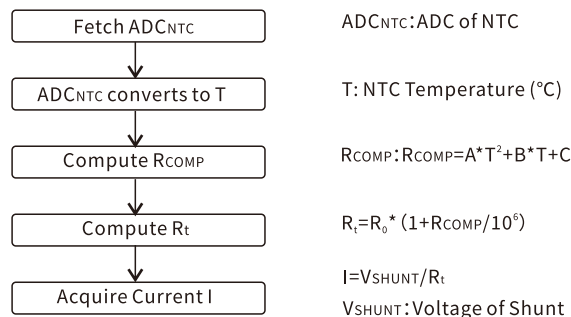 Fetch ADCNTC
ADCNTC:ADC of NTC
ADCNTC converts to T
T: NTC Temperature (°C)
Compute RCOMP
RCOMP:RCOMP=A*T²+B*T+C
Compute Rt
Rt=R0*(1+RCOMP/10⁶)
Acquire Current I
I=VSHUNT/Rt
VSHUNT:Voltage of Shunt